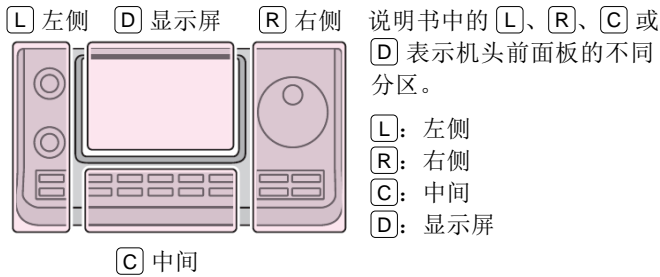 L 左侧 D 显示屏 R 右侧
C 中间
说明书中的 L、R、C 或
D 表示机头前面板的不同
分区。
L：左侧
R：右侧
C：中间
D：显示屏